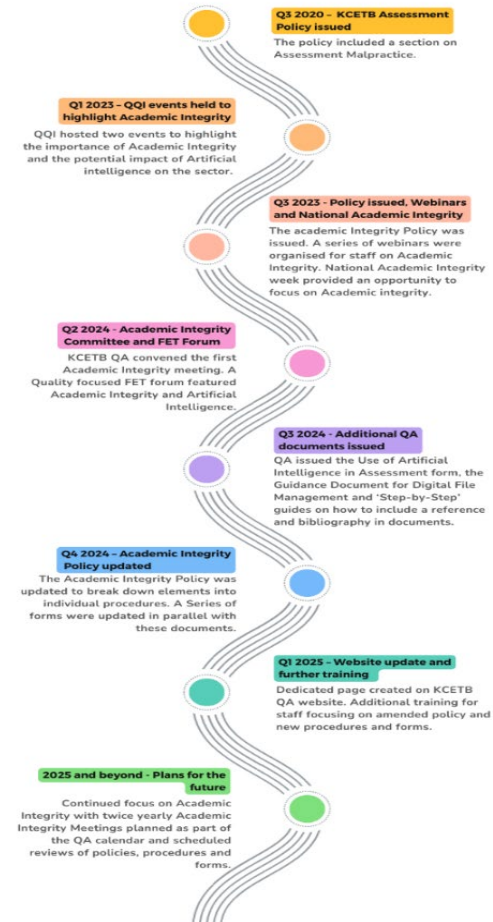 Q3 2020 – KCETB Assessment
Policy issued
The policy included a section on
Assessment Malpractice.
Q1 2023 – QQI events held to
highlight Academic Integrity
QQI hosted two events to highlight
the importance of Academic Integrity
and the potential impact of Artificial
intelligence on the sector.
Q3 2023 - Policy issued, Webinars
and National Academic Integrity
The academic Integrity Policy was
issued. A series of webinars were
organised for staff on Academic
Integrity. National Academic Integrity
week provided an opportunity to
focus on Academic integrity.
Q2 2024 - Academic Integrity
Committee and FET Forum
KCETB QA convened the first
Academic Integrity meeting. A
Quality focused FET forum featured
Academic Integrity and Artificial
Intelligence.
Q3 2024 - Additional QA
documents issued
QA issued the Use of Artificial
Intelligence in Assessment form, the
Guidance Document for Digital File
Management and ‘Step-by-Step’
guides on how to include a reference
and bibliography in documents.
Q4 2024 – Academic Integrity
Policy updated
The Academic Integrity Policy was
updated to break down elements into
individual procedures. A Series of
forms were updated in parallel with
these documents.
Q1 2025 – Website update and
further training
Dedicated page created on KCETB
QA website. Additional training for
staff focusing on amended policy and
new procedures and forms.
2025 and beyond - Plans for the
future
Continued focus on Academic
Integrity with twice yearly Academic
Integrity Meetings planned as part of
the QA calendar and scheduled
reviews of policies, procedures and
forms.